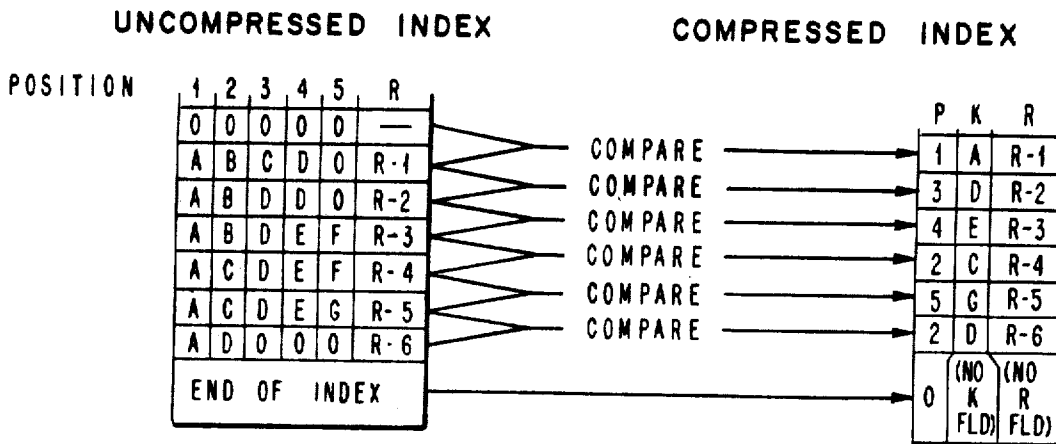 UNCOMPRESSED INDEX
COMPRESSED INDEX
POSITION 1 2 3 4 5 R
0 0 0 0 0 —
A B C D 0 R-1
A B D D 0 R-2
A B D E F R-3
A C D E F R-4
A C D E G R-5
A D 0 0 0 R-6
END OF INDEX
COMPARE
COMPARE
COMPARE
COMPARE
COMPARE
COMPARE
P K R
1 A R-1
3 D R-2
4 E R-3
2 C R-4
5 G R-5
2 D R-6
0 (NO K FLD) (NO R FLD)